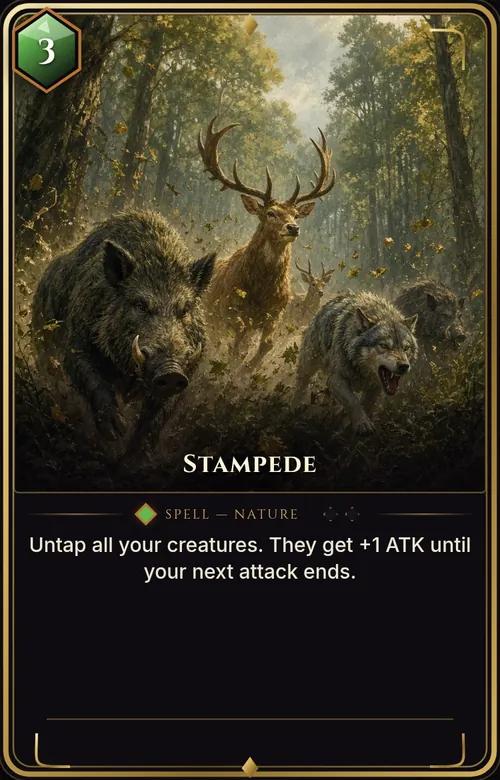 3
STAMPEDE
SPELL — NATURE
Untap all your creatures. They get +1 ATK until
your next attack ends.